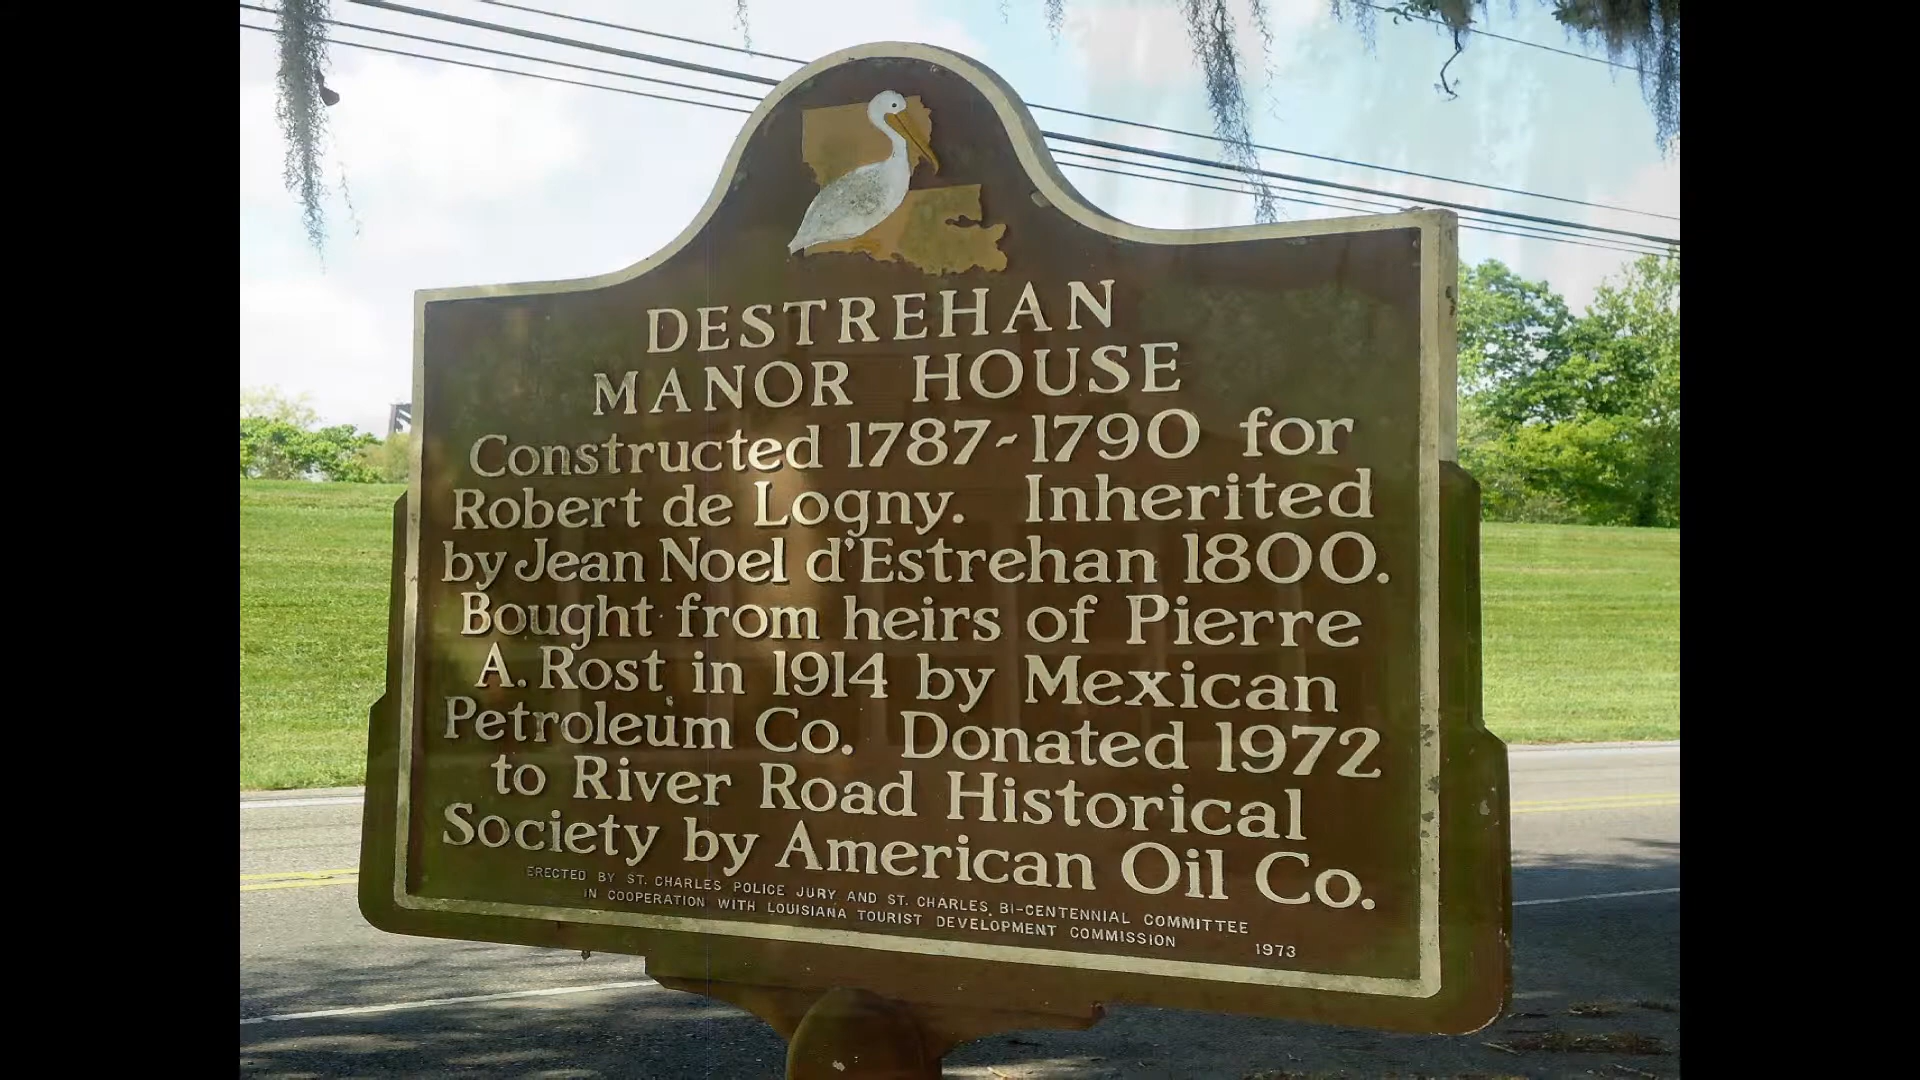 DESTREHAN
MANOR HOUSE
Constructed 1787-1790 for
Robert de Logny. Inherited
by Jean Noel d'Estrehan 1800.
Bought from heirs of Pierre
A. Rost in 1914 by Mexican
Petroleum Co. Donated 1972
to River Road Historical
Society by American Oil Co.
ERECTED BY ST. CHARLES POLICE JURY AND ST. CHARLES BI-CENTENNIAL COMMITTEE
IN COOPERATION WITH LOUISIANA TOURIST DEVELOPMENT COMMISSION
1973